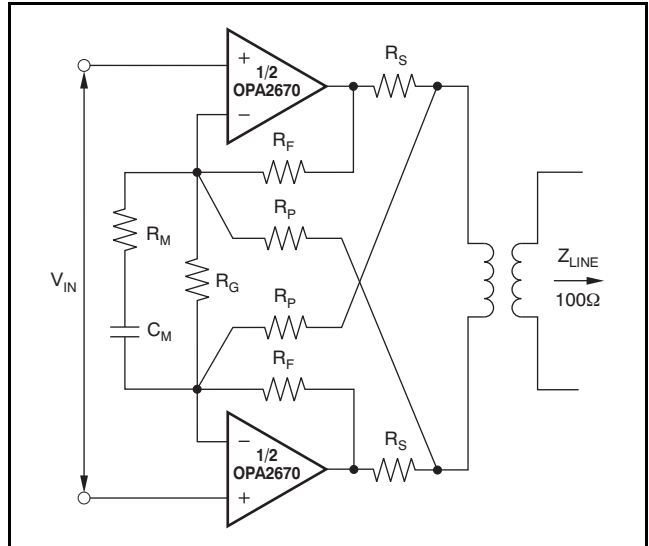 +
1/2
OPA2670
−
R_S
R_F
R_P
R_M
V_IN
R_G
C_M
R_P
R_F
Z_LINE
100Ω
−
1/2
OPA2670
+
R_S